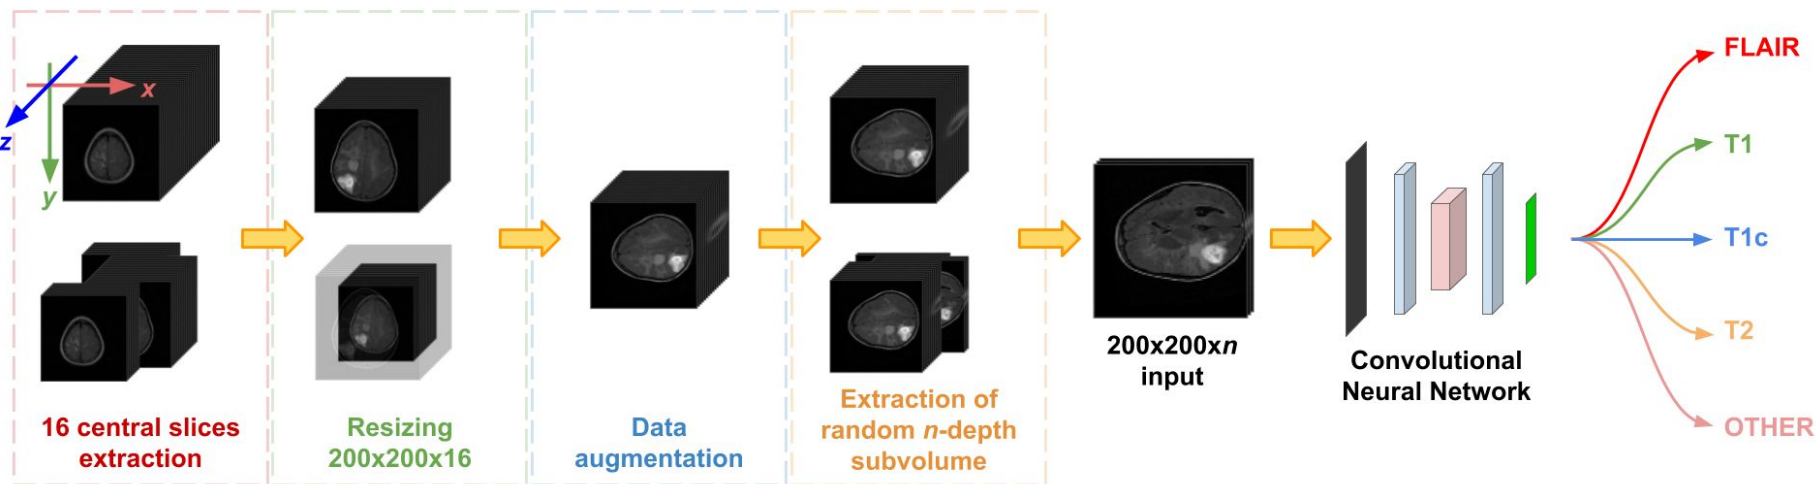 x
z
y
16 central slices
extraction
Resizing
200x200x16
Data
augmentation
Extraction of
random n-depth
subvolume
200x200xn
input
Convolutional
Neural Network
FLAIR
T1
T1c
T2
OTHER